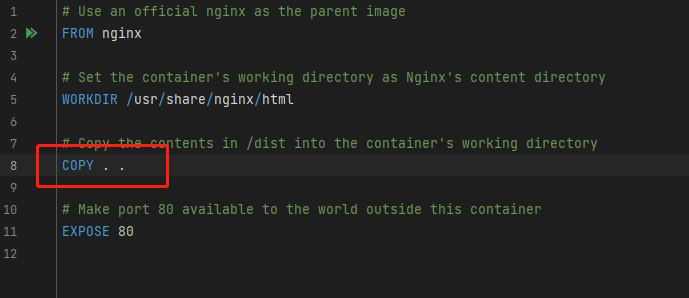 1 # Use an official nginx as the parent image
2 FROM nginx
3
4 # Set the container's working directory as Nginx's content directory
5 WORKDIR /usr/share/nginx/html
6
7 # Copy the contents in /dist into the container's working directory
8 COPY . .
9
10 # Make port 80 available to the world outside this container
11 EXPOSE 80
12